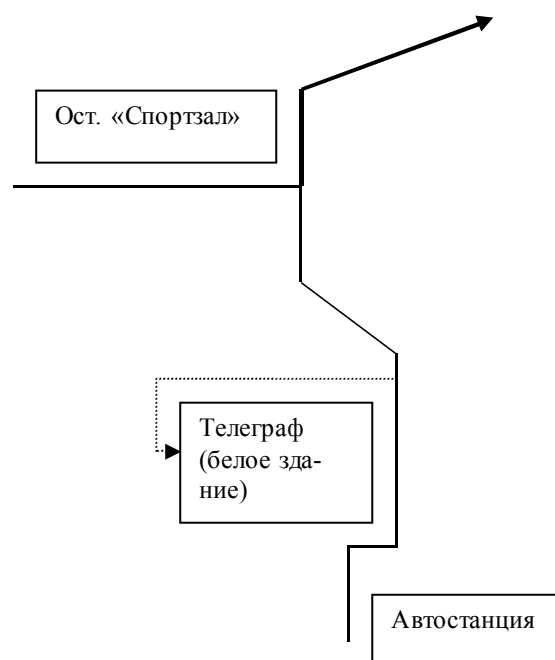 Ост. «Спортзал»
Телеграф
(белое зда-
ние)
Автостанция